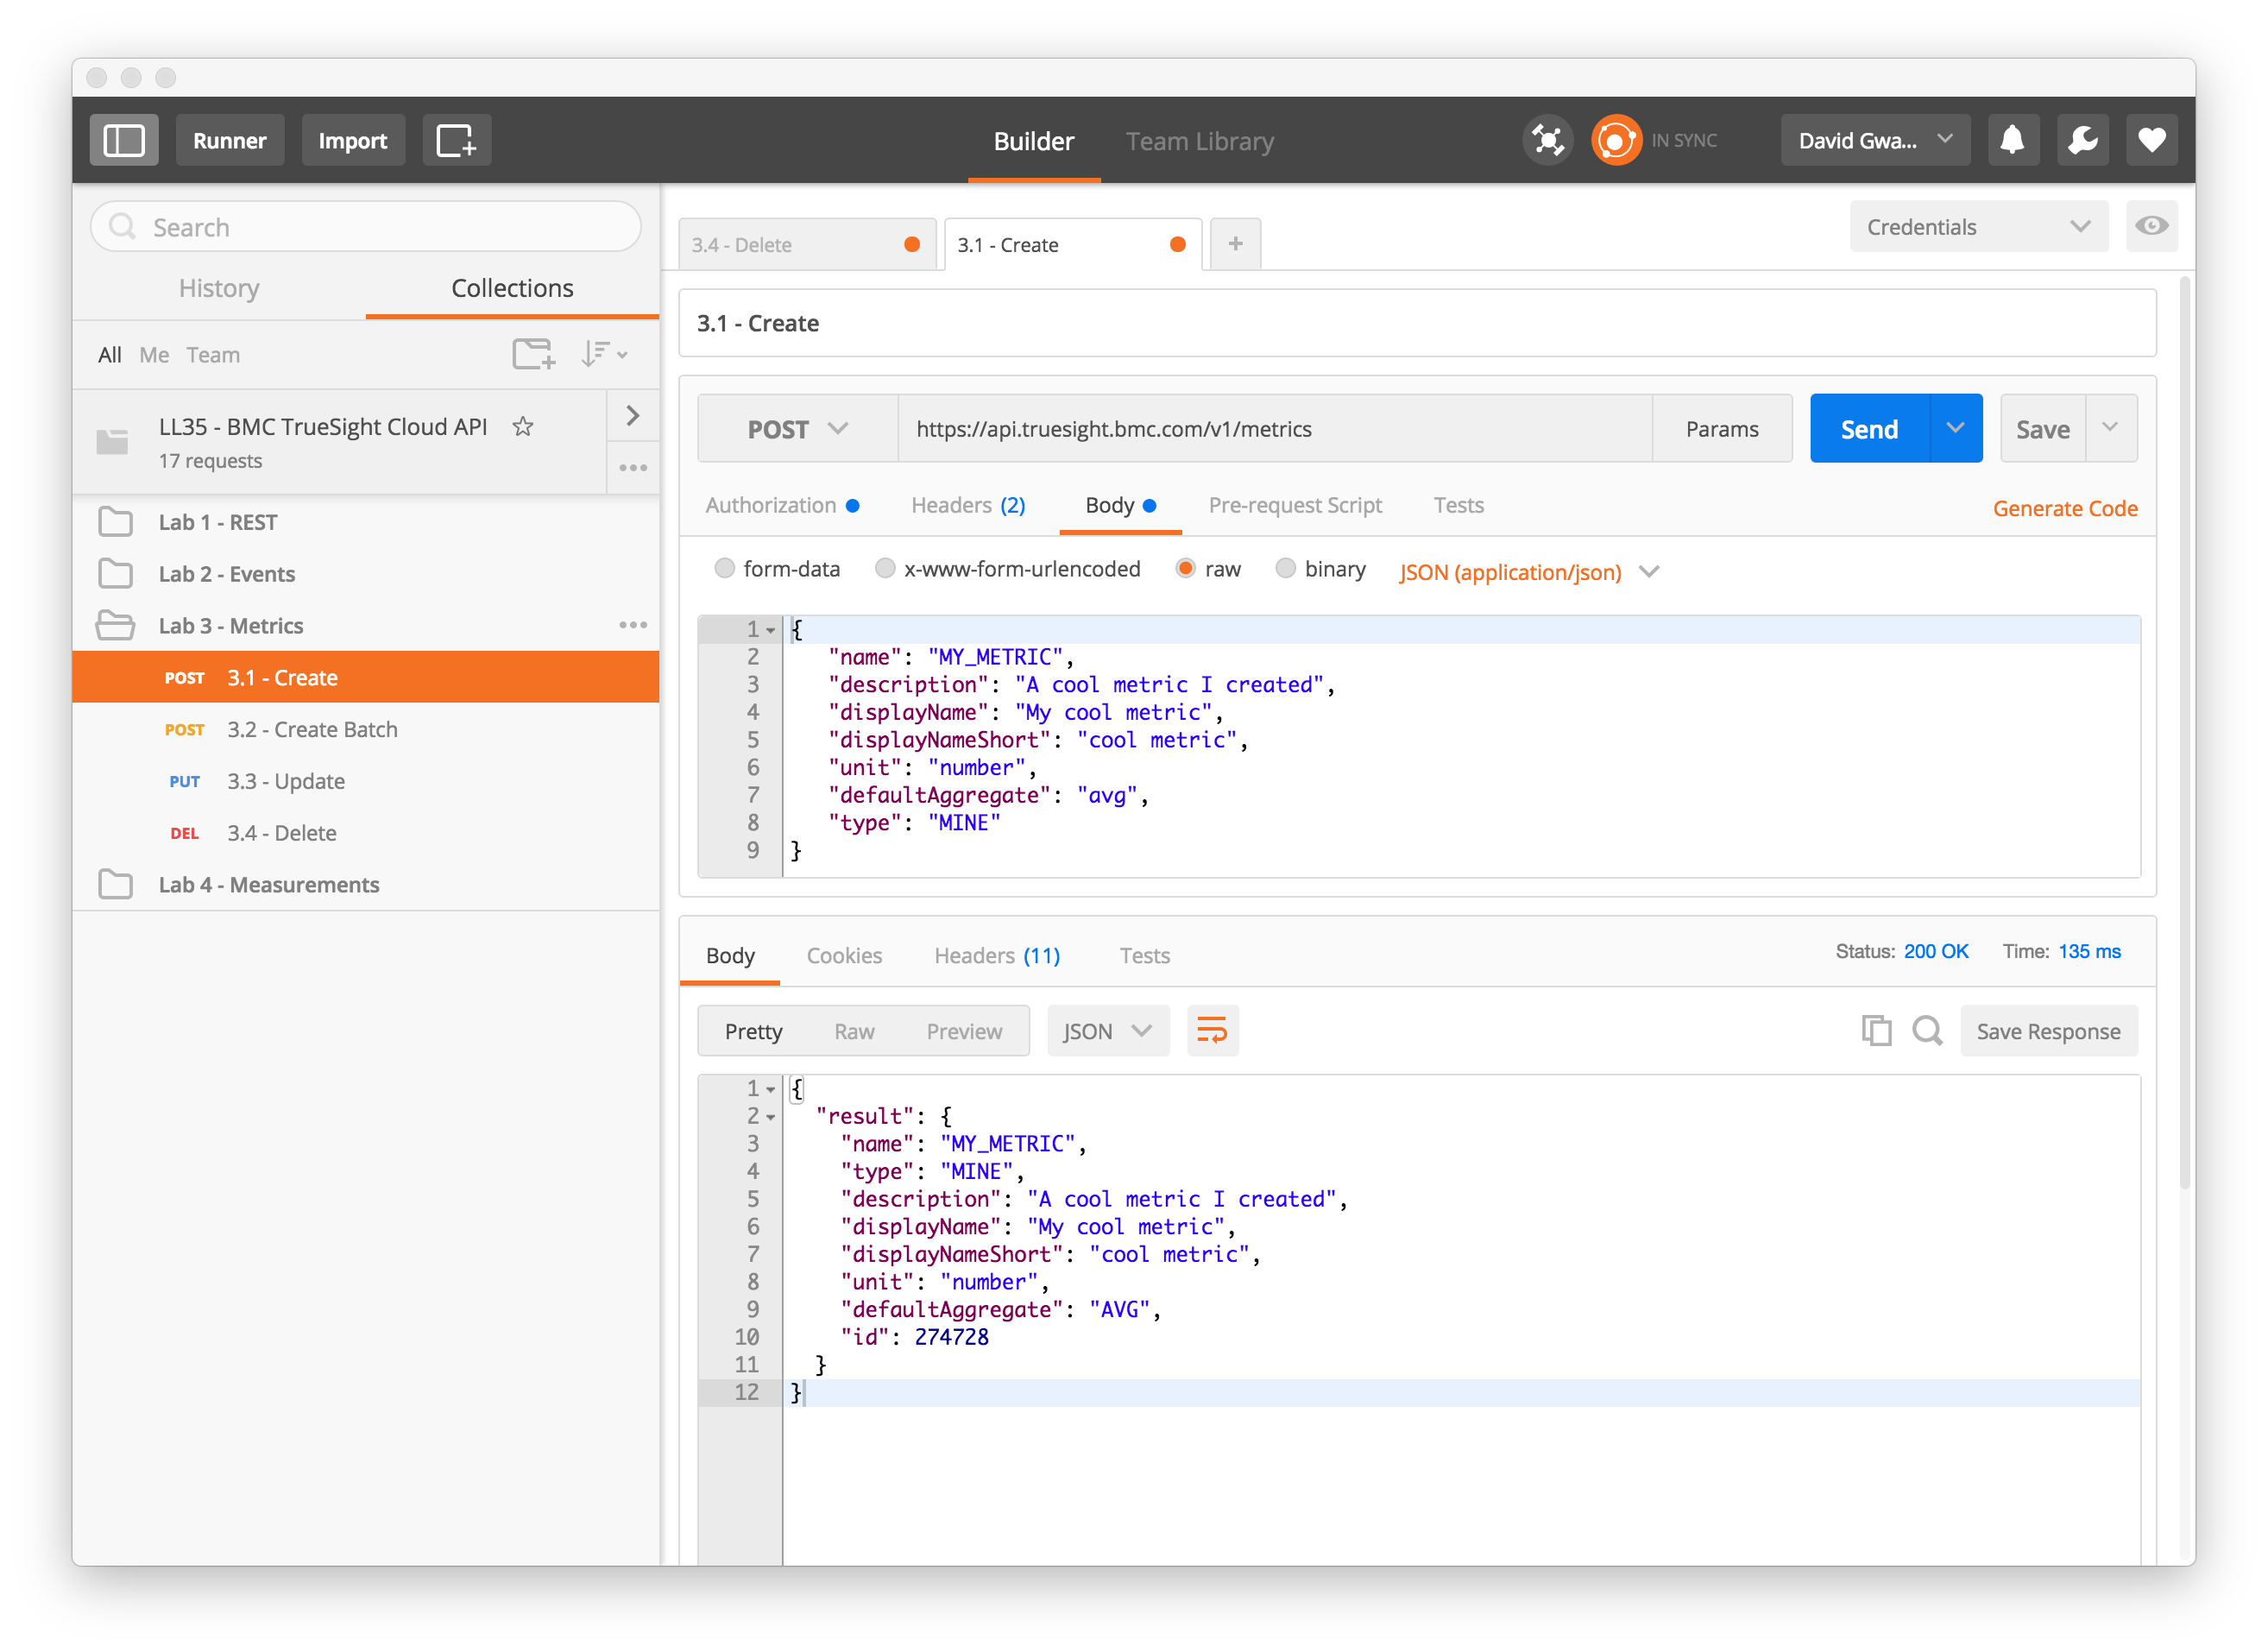 Runner Import Builder Team Library IN SYNC David Gwa...
Search
History Collections
All Me Team
LL35 - BMC TrueSight Cloud API
17 requests
Lab 1 - REST
Lab 2 - Events
Lab 3 - Metrics
POST 3.1 - Create
POST 3.2 - Create Batch
PUT 3.3 - Update
DEL 3.4 - Delete
Lab 4 - Measurements
3.4 - Delete 3.1 - Create + Credentials
3.1 - Create
POST https://api.truesight.bmc.com/v1/metrics Params Send Save
Authorization Headers (2) Body Pre-request Script Tests Generate Code
form-data x-www-form-urlencoded raw binary JSON (application/json)
1 {
2 "name": "MY_METRIC",
3 "description": "A cool metric I created",
4 "displayName": "My cool metric",
5 "displayNameShort": "cool metric",
6 "unit": "number",
7 "defaultAggregate": "avg",
8 "type": "MINE"
9 }
Body Cookies Headers (11) Tests Status: 200 OK Time: 135 ms
Pretty Raw Preview JSON Save Response
1 {
2 "result": {
3 "name": "MY_METRIC",
4 "type": "MINE",
5 "description": "A cool metric I created",
6 "displayName": "My cool metric",
7 "displayNameShort": "cool metric",
8 "unit": "number",
9 "defaultAggregate": "AVG",
10 "id": 274728
11 }
12 }